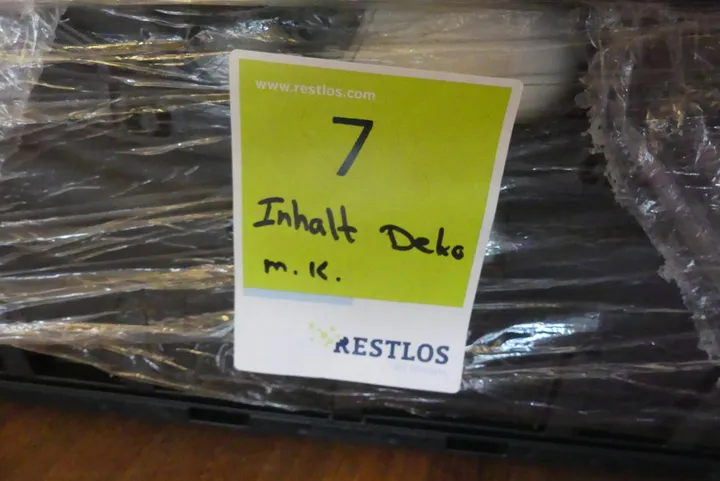 www.restlos.com
7
Inhalt Deko
m.K.
RESTLOS